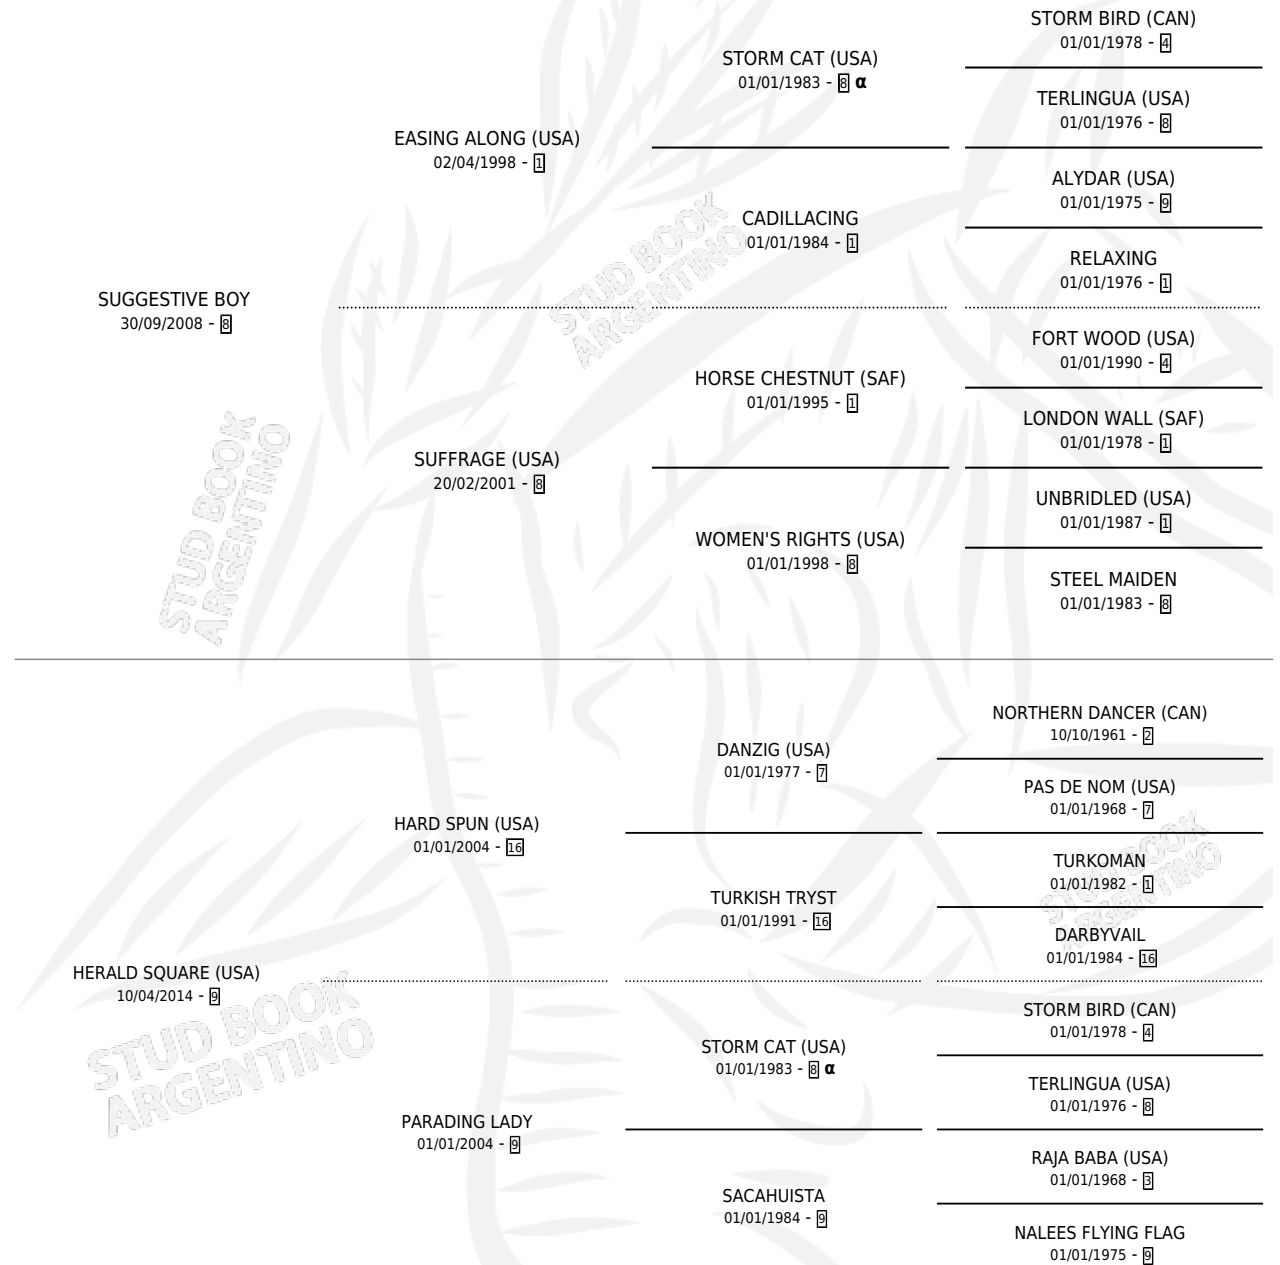 STORM BIRD (CAN)
01/01/1978 - 4
STORM CAT (USA)
01/01/1983 - 8 α
TERLINGUA (USA)
01/01/1976 - 8
EASING ALONG (USA)
02/04/1998 - 1
ALYDAR (USA)
01/01/1975 - 9
CADILLACING
01/01/1984 - 1
RELAXING
01/01/1976 - 1
SUGGESTIVE BOY
30/09/2008 - 8
STUD BOOK
ARGENTINO
FORT WOOD (USA)
01/01/1990 - 4
HORSE CHESTNUT (SAF)
01/01/1995 - 1
LONDON WALL (SAF)
01/01/1978 - 1
SUFFRAGE (USA)
20/02/2001 - 8
UNBRIDLED (USA)
01/01/1987 - 1
WOMEN'S RIGHTS (USA)
01/01/1998 - 8
STEEL MAIDEN
01/01/1983 - 8
STUD BOOK
ARGENTINO
NORTHERN DANCER (CAN)
10/10/1961 - 2
DANZIG (USA)
01/01/1977 - 7
PAS DE NOM (USA)
01/01/1968 - 7
HARD SPUN (USA)
01/01/2004 - 16
TURKOMAN
01/01/1982 - 1
TURKISH TRYST
01/01/1991 - 16
DARBYVAIL
01/01/1984 - 16
STUD BOOK
ARGENTINO
HERALD SQUARE (USA)
10/04/2014 - 9
STUD BOOK
ARGENTINO
STORM BIRD (CAN)
01/01/1978 - 4
STORM CAT (USA)
01/01/1983 - 8 α
TERLINGUA (USA)
01/01/1976 - 8
PARADING LADY
01/01/2004 - 9
RAJA BABA (USA)
01/01/1968 - 3
SACAHUISTA
01/01/1984 - 9
NALEES FLYING FLAG
01/01/1975 - 9